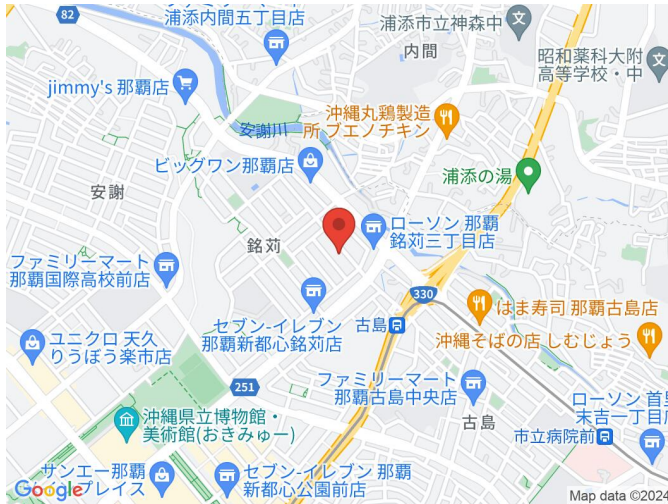 ファミリーマート
浦添内間五丁目店
82
浦添市立神森中
内間
昭和薬科大附
高等学校・中
jimmy's 那覇店
安謝川
沖縄丸鶏製造
所 ブエノチキン
ビッグワン那覇店
浦添の湯
安謝
ローソン 那覇
銘苅三丁目店
銘苅
ファミリーマート
那覇国際高校前店
330
はま寿司 那覇古島店
セブン-イレブン
那覇新都心銘苅店
古島
沖縄そばの店 しむじょう
ユニクロ 天久
りうぼう楽市店
251
ファミリーマート
那覇古島中央店
沖縄県立博物館・
美術館(おきみゅー)
古島
ローソン 首里
末吉一丁目店
市立病院前
サンエー那覇
プレイス
セブン-イレブン 那覇
新都心公園前店
Google
Map data ©2024